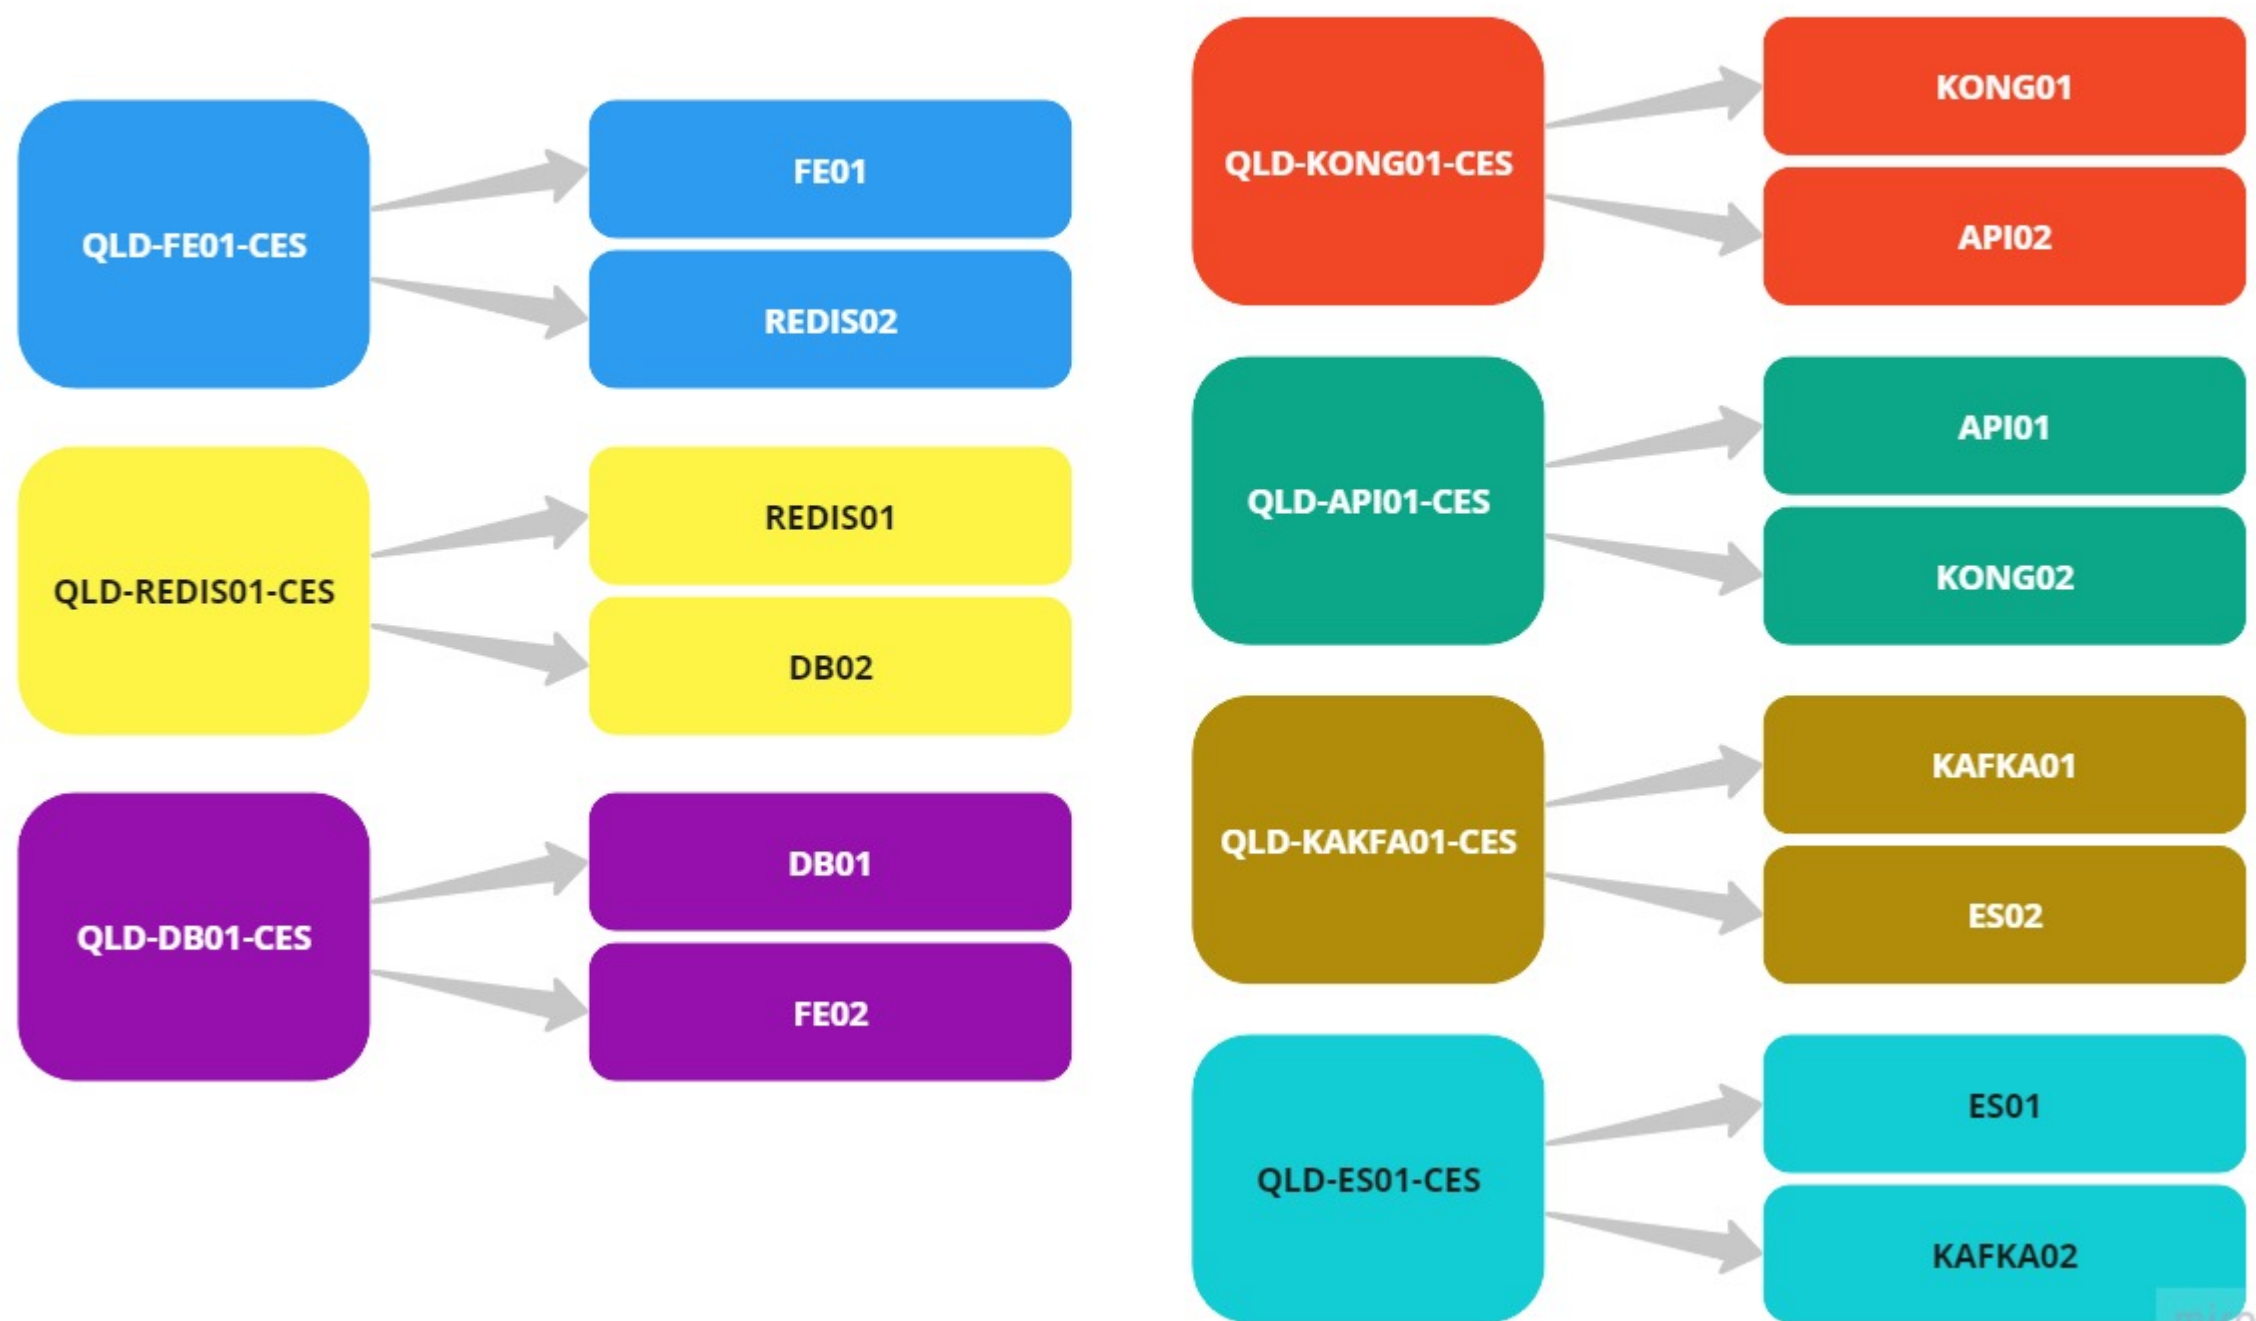 QLD-FE01-CES
FE01
REDIS02
QLD-REDIS01-CES
REDIS01
DB02
QLD-DB01-CES
DB01
FE02
QLD-KONG01-CES
KONG01
API02
QLD-API01-CES
API01
KONG02
QLD-KAKFA01-CES
KAFKA01
ES02
QLD-ES01-CES
ES01
KAFKA02